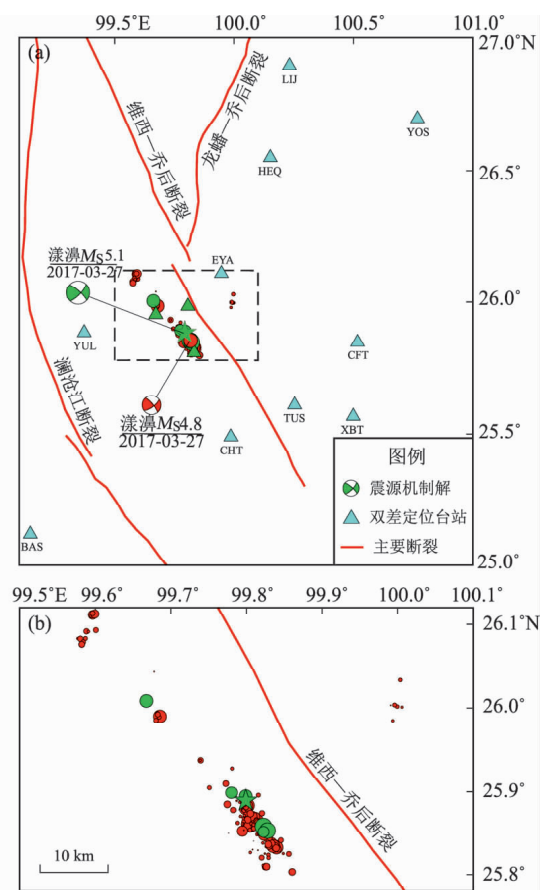 99.5°E 100.0° 100.5° 101.0°
(a)
27.0°N
LIJ
YOS
维西—乔后断裂
龙蟠—乔后断裂
HEQ
26.5°
EYA
漾濞Ms5.1
2017-03-27
26.0°
YUL
CFT
澜沧江断裂
漾濞Ms4.8
2017-03-27
TUS
XBT
CHT
25.5°
图例
震源机制解
双差定位台站
主要断裂
BAS
25.0°
99.5°E 99.6° 99.7° 99.8° 99.9° 100.0° 100.1°
(b)
26.1°N
26.0°
维西—乔后断裂
25.9°
10 km
25.8°